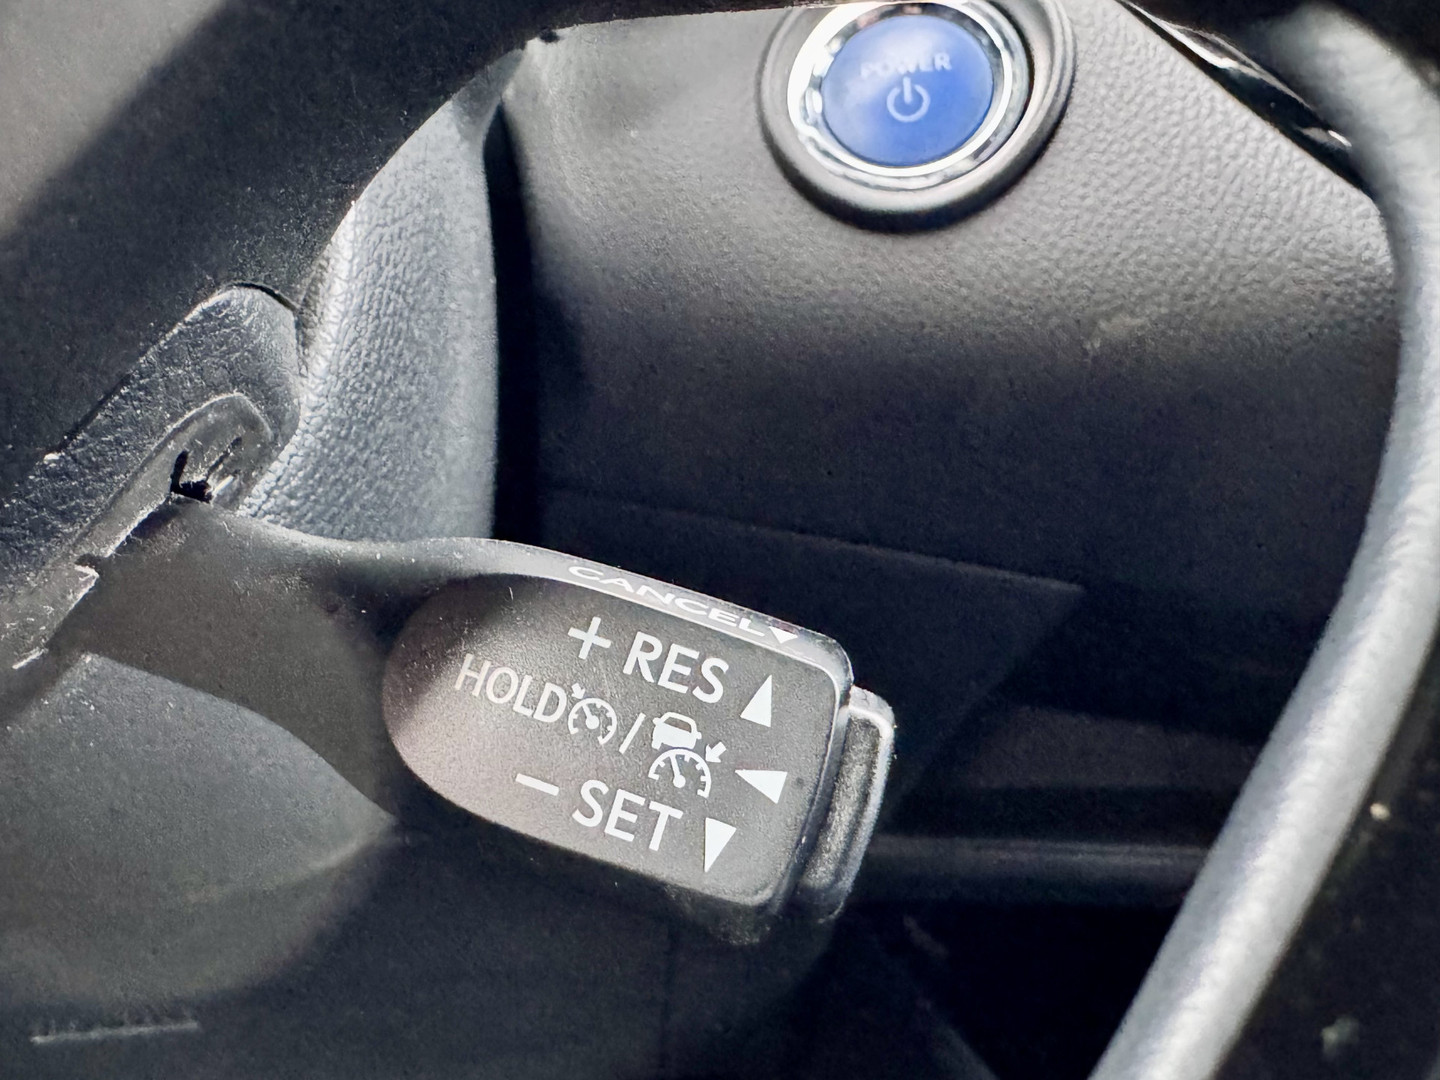 POWER
CANCEL
+ RES
HOLD /
− SET